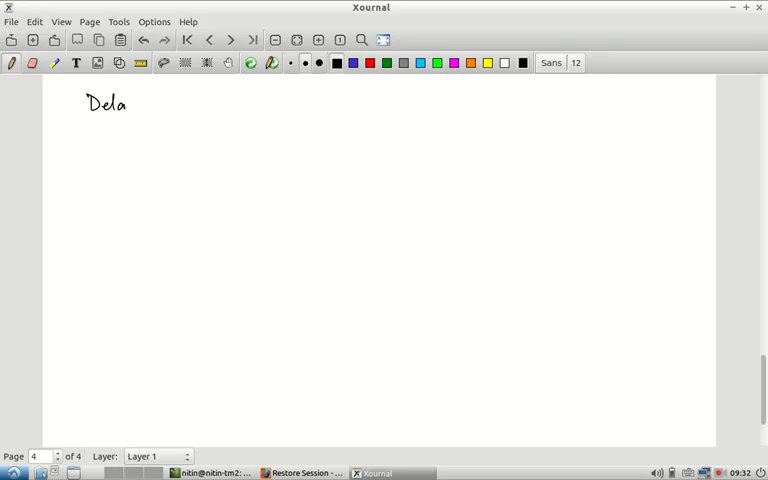 Xournal
File Edit View Page Tools Options Help
Sans 12
Dela
Page 4 of 4 Layer: Layer 1
nitin@nitin-tm2: ... Restore Session - ... Xournal 09:32